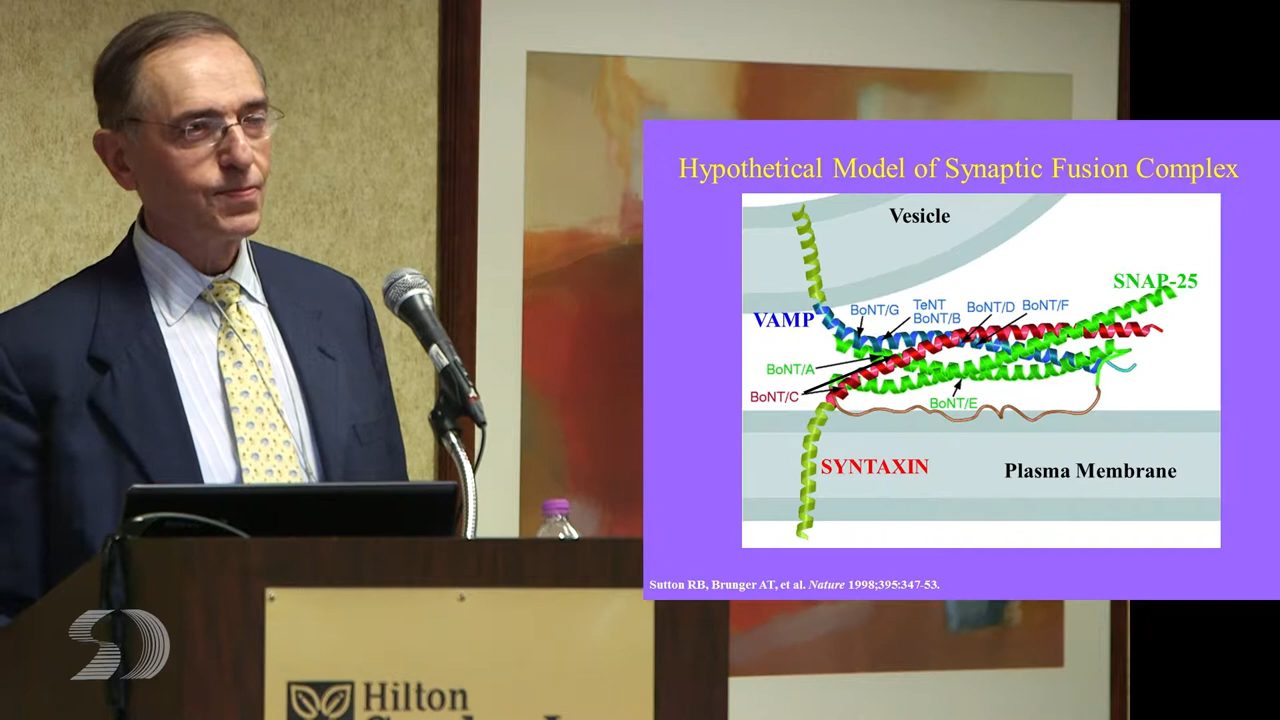 Hypothetical Model of Synaptic Fusion Complex
Vesicle
SNAP-25
VAMP
BoNT/G
TeNT
BoNT/B
BoNT/D
BoNT/F
BoNT/A
BoNT/C
BoNT/E
SYNTAXIN
Plasma Membrane
Sutton RB, Brunger AT, et al. Nature 1998;395:347-53.
SD
Hilton